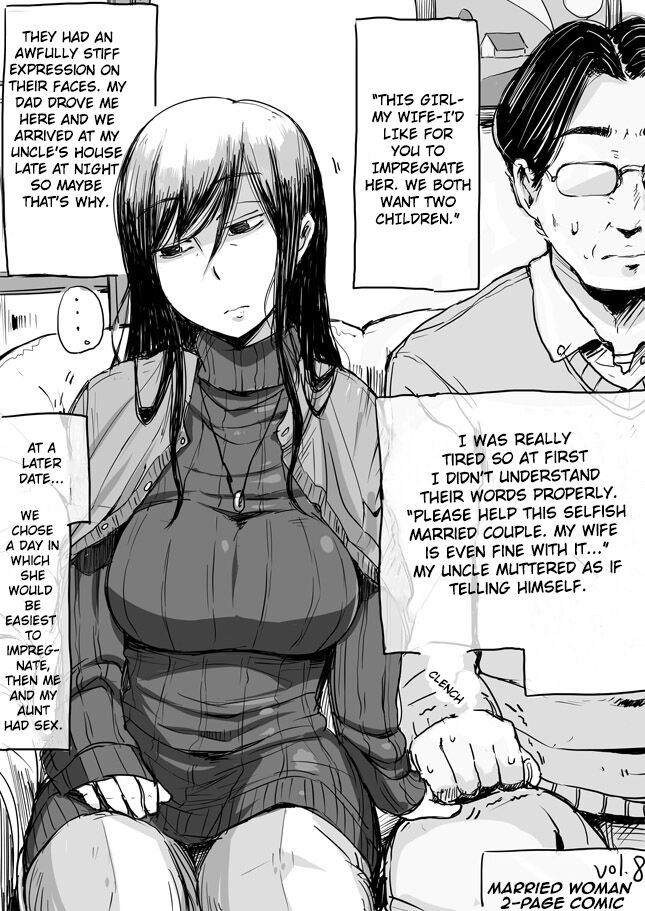 THEY HAD AN
AWFULLY STIFF
EXPRESSION ON
THEIR FACES. MY
DAD DROVE ME
HERE AND WE
ARRIVED AT MY
UNCLE'S HOUSE
LATE AT NIGHT
SO MAYBE
THAT'S WHY.
"THIS GIRL-
MY WIFE-I'D
LIKE FOR
YOU TO
IMPREGNATE
HER. WE BOTH
WANT TWO
CHILDREN."
...
I WAS REALLY
TIRED SO AT FIRST
I DIDN'T UNDERSTAND
THEIR WORDS PROPERLY.
"PLEASE HELP THIS SELFISH
MARRIED COUPLE. MY WIFE
IS EVEN FINE WITH IT..."
MY UNCLE MUTTERED AS IF
TELLING HIMSELF.
AT A
LATER
DATE...
WE
CHOSE
A DAY IN
WHICH
SHE
WOULD
BE
EASIEST
TO
IMPREG-
NATE,
THEN ME
AND MY
AUNT
HAD SEX.
CLENCH
vol.8
MARRIED WOMAN
2-PAGE COMIC